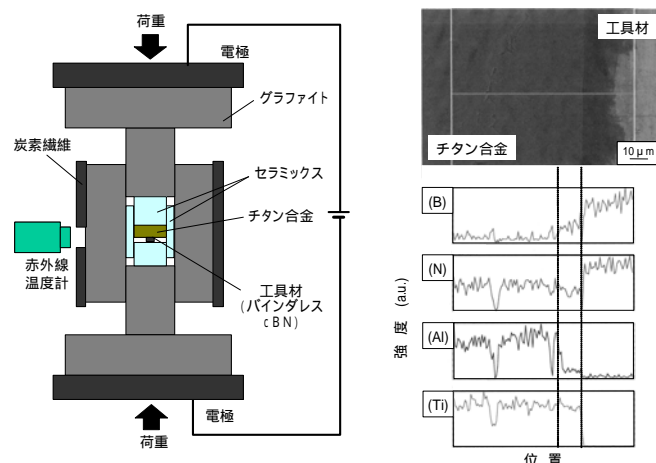 荷重
電極
グラファイト
炭素繊維
セラミックス
チタン合金
赤外線
温度計
工具材
(バインダレス
cBN)
電極
荷重
工具材
チタン合金
10μm
(B)
(N)
(Al)
(Ti)
強度 (a.u.)
位置